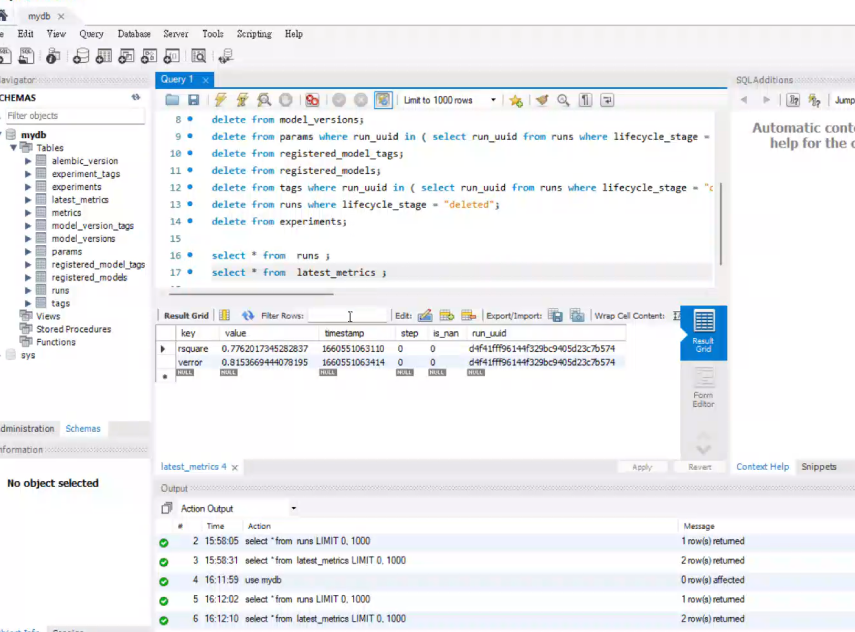 mydb ×
Edit View Query Database Server Tools Scripting Help
Query 1 ×
SQLAdditions
SCHEMAS
Limit to 1000 rows
Jump
Filter objects
mydb
Tables
alembic_version
experiment_tags
experiments
latest_metrics
metrics
model_version_tags
model_versions
params
registered_model_tags
registered_models
runs
tags
Views
Stored Procedures
Functions
sys
8 delete from model_versions;
9 delete from params where run_uuid in ( select run_uuid from runs where lifecycle_stage =
10 delete from registered_model_tags;
11 delete from registered_models;
12 delete from tags where run_uuid in ( select run_uuid from runs where lifecycle_stage = "d
13 delete from runs where lifecycle_stage = "deleted";
14 delete from experiments;
15
16 select * from runs ;
17 select * from latest_metrics ;
Automatic conte
help for the c
Result Grid Filter Rows: Edit: Export/Import: Wrap Cell Content:
key value timestamp step is_nan run_uuid
rsquare 0.7762017345282837 1660551063110 0 0 d4f41fff96144f329bc9405d23c7b574
verror 0.8153669444078195 1660551063414 0 0 d4f41fff96144f329bc9405d23c7b574
NULL NULL NULL NULL NULL NULL
Result
Grid
Form
Editor
dministration Schemas
nformation
No object selected
latest_metrics 4 ×
Apply Revert
Context Help Snippets
Output
Action Output
# Time Action Message
2 15:58:05 select * from runs LIMIT 0, 1000 1 row(s) returned
3 15:58:31 select * from latest_metrics LIMIT 0, 1000 2 row(s) returned
4 16:11:59 use mydb 0 row(s) affected
5 16:12:02 select * from runs LIMIT 0, 1000 1 row(s) returned
6 16:12:10 select * from latest_metrics LIMIT 0, 1000 2 row(s) returned